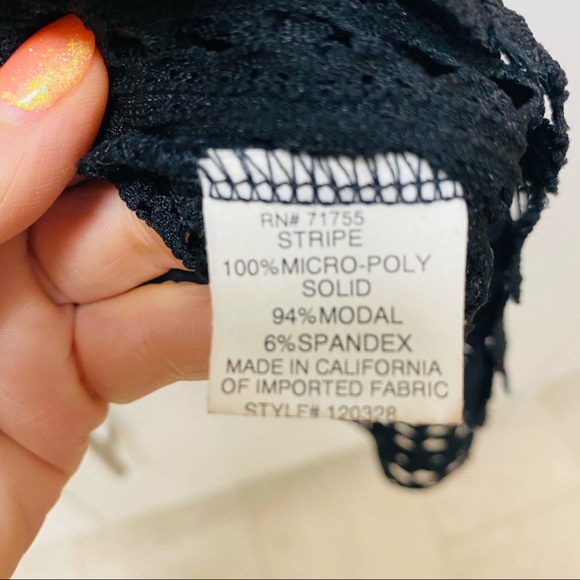 RN# 71755
STRIPE
100%MICRO-POLY
SOLID
94%MODAL
6%SPANDEX
MADE IN CALIFORNIA
OF IMPORTED FABRIC
STYLE# 120328